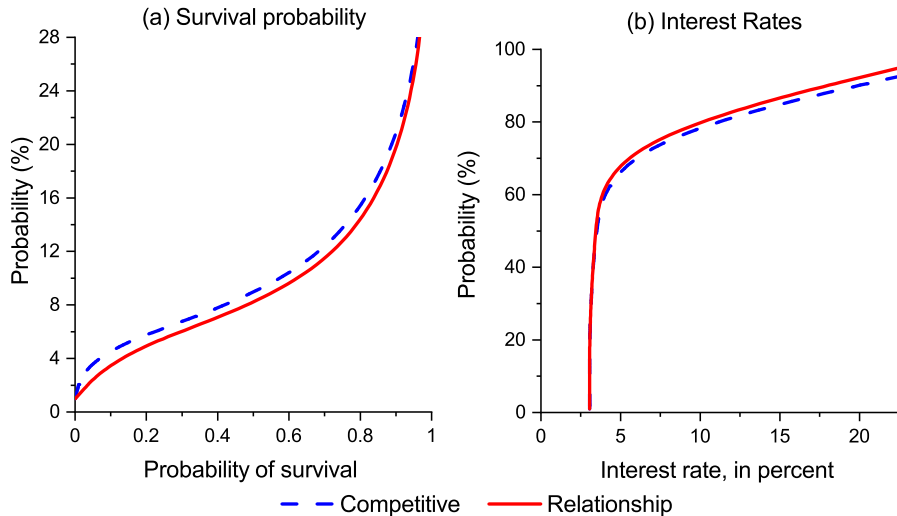 (a) Survival probability
28
24
20
16
12
8
4
0
Probability (%)
0 0.2 0.4 0.6 0.8 1
Probability of survival
(b) Interest Rates
100
80
60
40
20
0
Probability (%)
0 5 10 15 20
Interest rate, in percent
Competitive Relationship